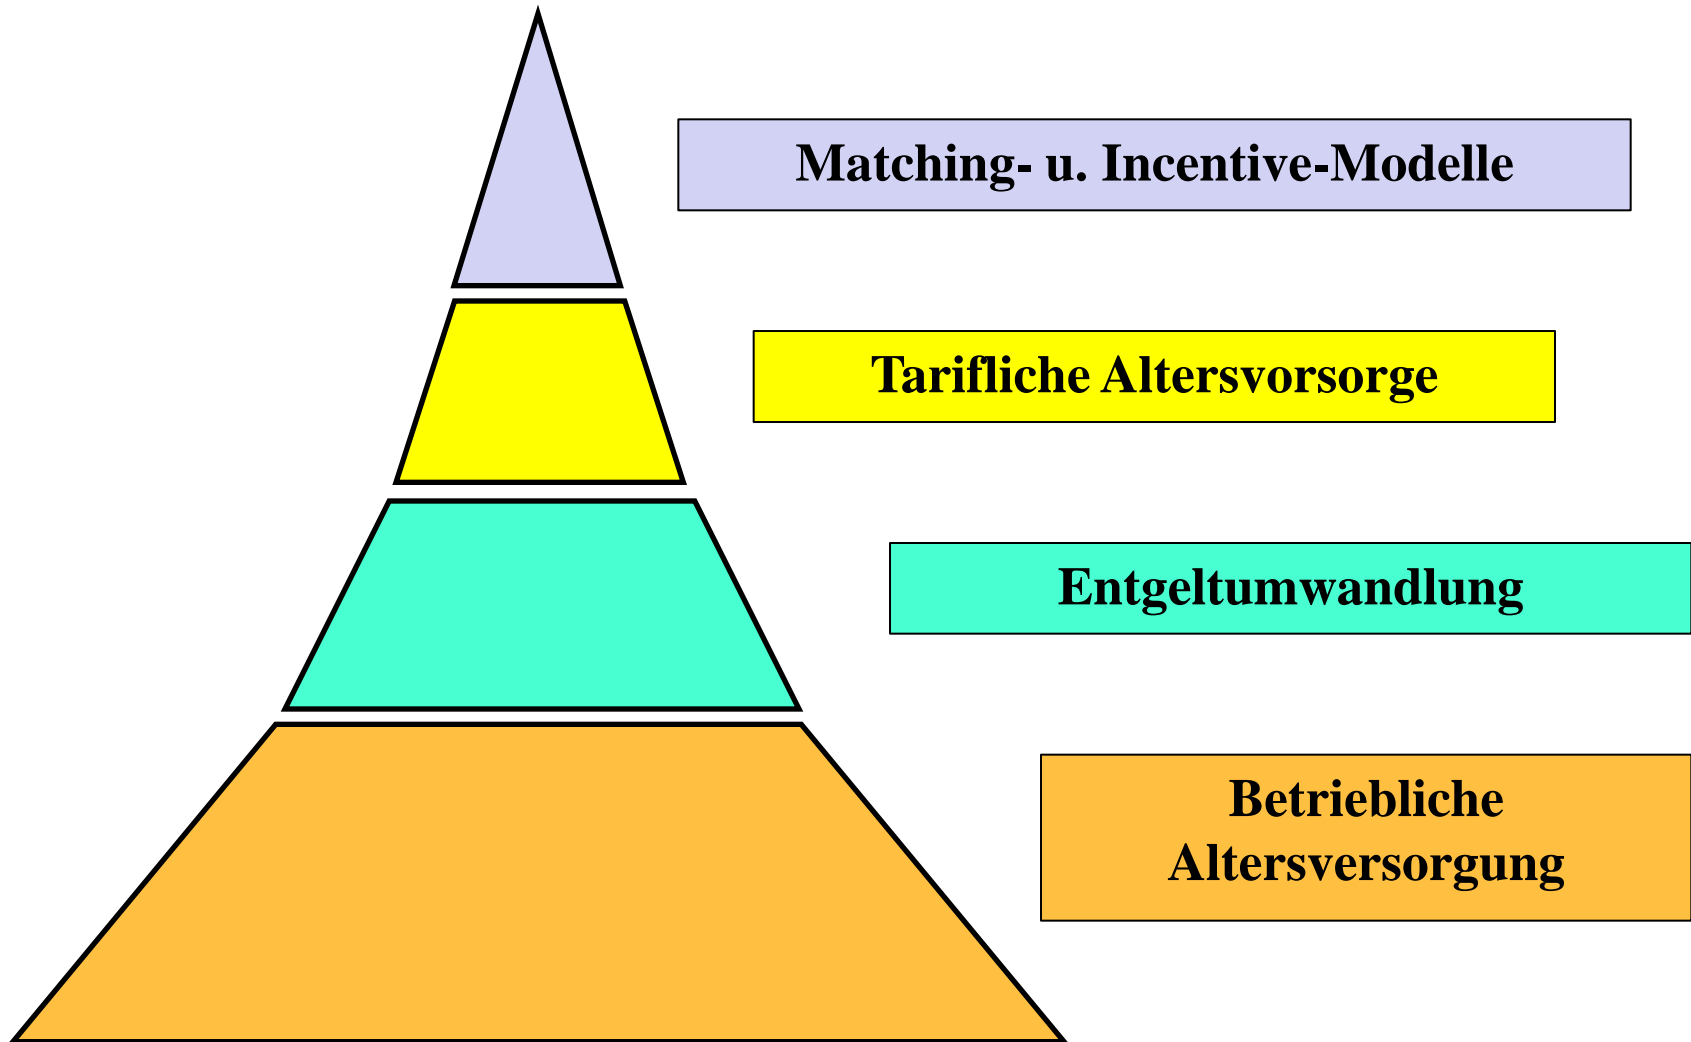 Matching- u. Incentive-Modelle
Tarifliche Altersvorsorge
Entgeltumwandlung
Betriebliche
Altersversorgung